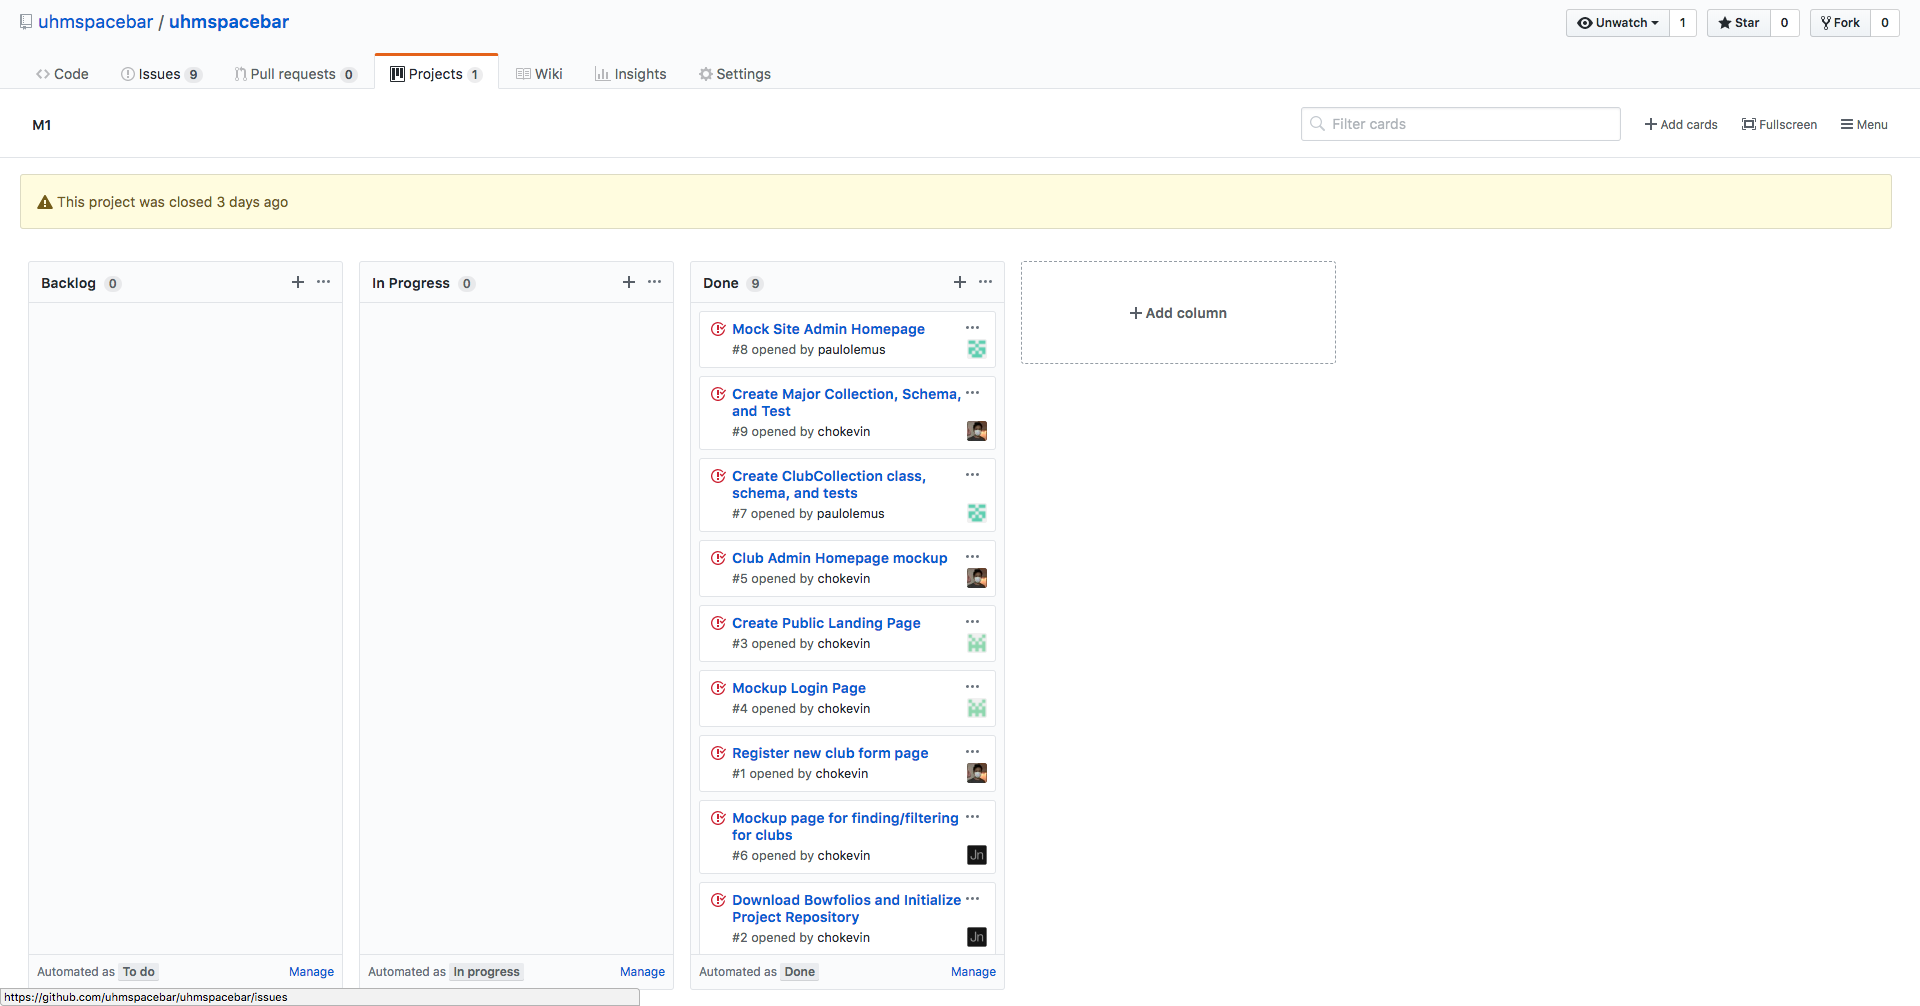 uhmspacebar / uhmspacebar
Unwatch 1
Star 0
Fork 0
Code
Issues 9
Pull requests 0
Projects 1
Wiki
Insights
Settings
M1
Filter cards
Add cards
Fullscreen
Menu
This project was closed 3 days ago
Backlog 0
Automated as To do
Manage
In Progress 0
Automated as In progress
Manage
Done 9
Mock Site Admin Homepage
#8 opened by paulolemus
Create Major Collection, Schema,
and Test
#9 opened by chokevin
Create ClubCollection class,
schema, and tests
#7 opened by paulolemus
Club Admin Homepage mockup
#5 opened by chokevin
Create Public Landing Page
#3 opened by chokevin
Mockup Login Page
#4 opened by chokevin
Register new club form page
#1 opened by chokevin
Mockup page for finding/filtering
for clubs
#6 opened by chokevin
Jn
Download Bowfolios and Initialize
Project Repository
#2 opened by chokevin
Jn
Automated as Done
Manage
Add column
https://github.com/uhmspacebar/uhmspacebar/issues